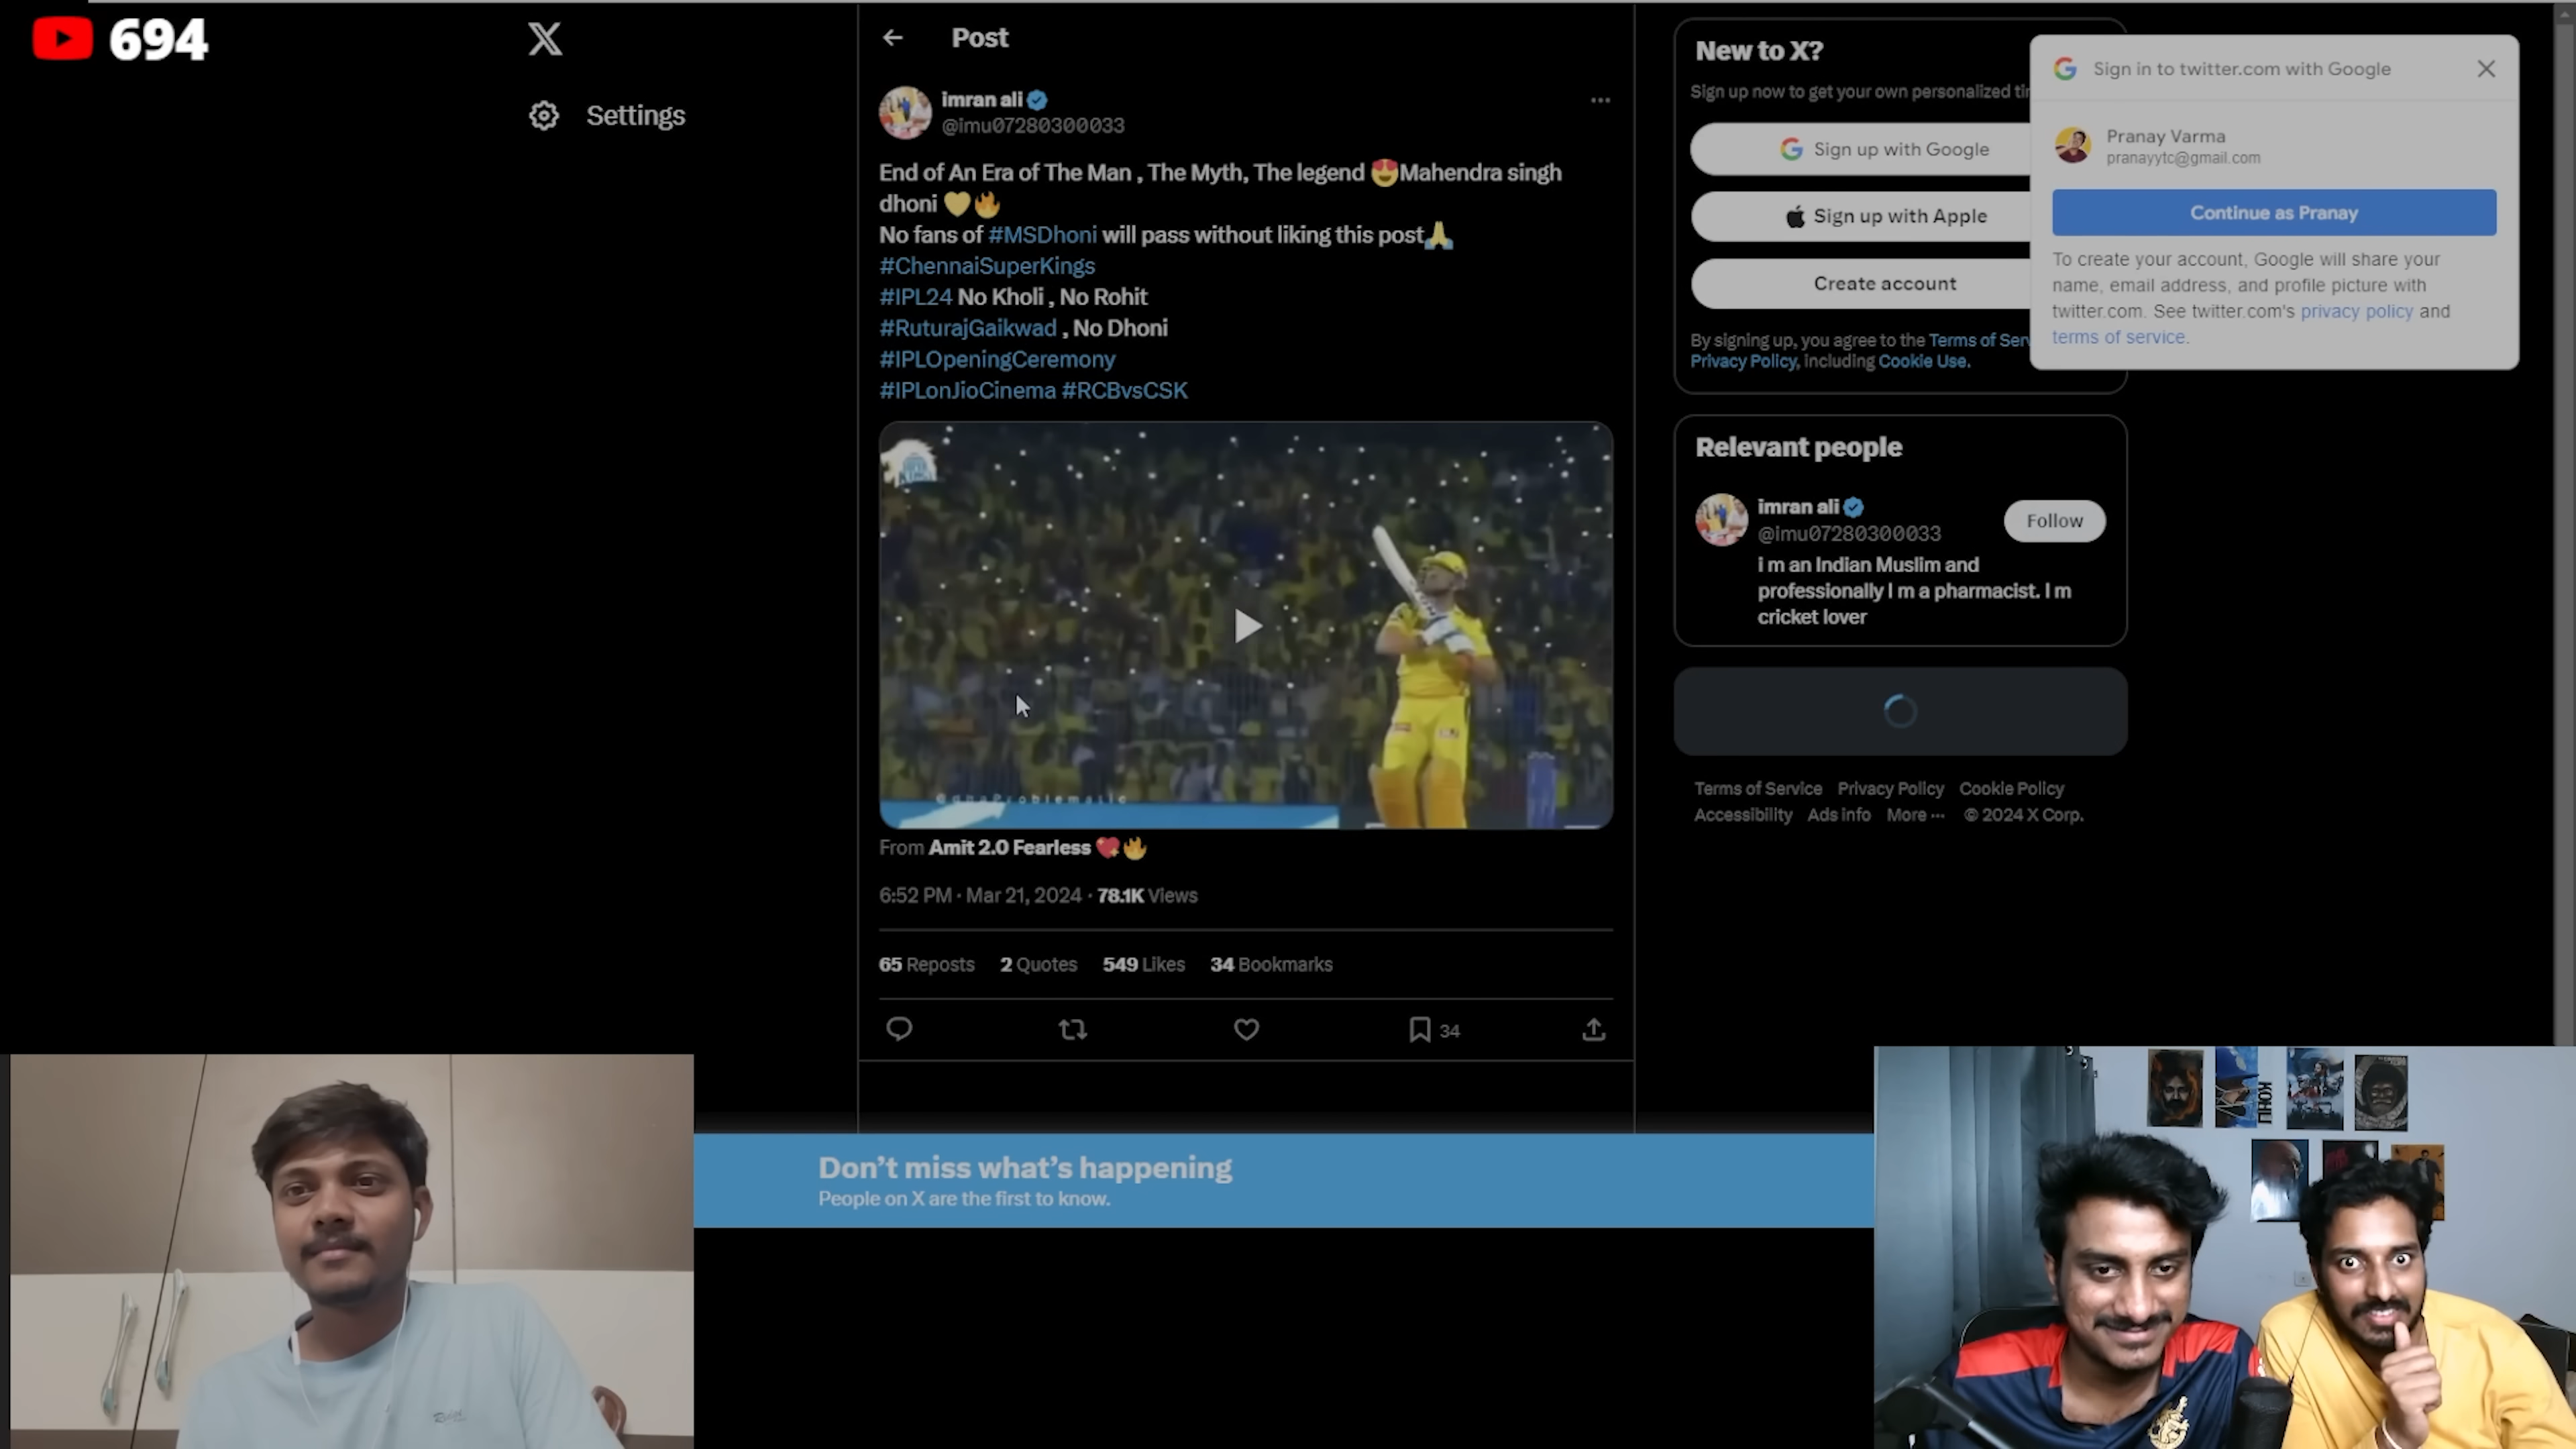 694
Settings
Post
imran ali
@imu07280300033
End of An Era of The Man , The Myth, The legend 😍Mahendra singh
dhoni 💛🔥
No fans of #MSDhoni will pass without liking this post🙏
#ChennaiSuperKings
#IPL24 No Kholi , No Rohit
#RuturajGaikwad , No Dhoni
#IPLOpeningCeremony
#IPLonJioCinema #RCBvsCSK
@anaProblematic
From Amit 2.0 Fearless 💖🔥
6:52 PM · Mar 21, 2024 · 78.1K Views
65 Reposts 2 Quotes 549 Likes 34 Bookmarks
34
New to X?
Sign up now to get your own personalized
Sign up with Google
Sign up with Apple
Create account
By signing up, you agree to the Terms of
Privacy Policy, including Cookie Use.
Sign in to twitter.com with Google
Pranay Varma
pranayytc@gmail.com
Continue as Pranay
To create your account, Google will share your
name, email address, and profile picture with
twitter.com. See twitter.com's privacy policy and
terms of service.
Relevant people
imran ali
@imu07280300033
Follow
i m an Indian Muslim and
professionally I m a pharmacist. I m
cricket lover
Terms of Service Privacy Policy Cookie Policy
Accessibility Ads info More ··· © 2024 X Corp.
Don't miss what's happening
People on X are the first to know.
KOHLI